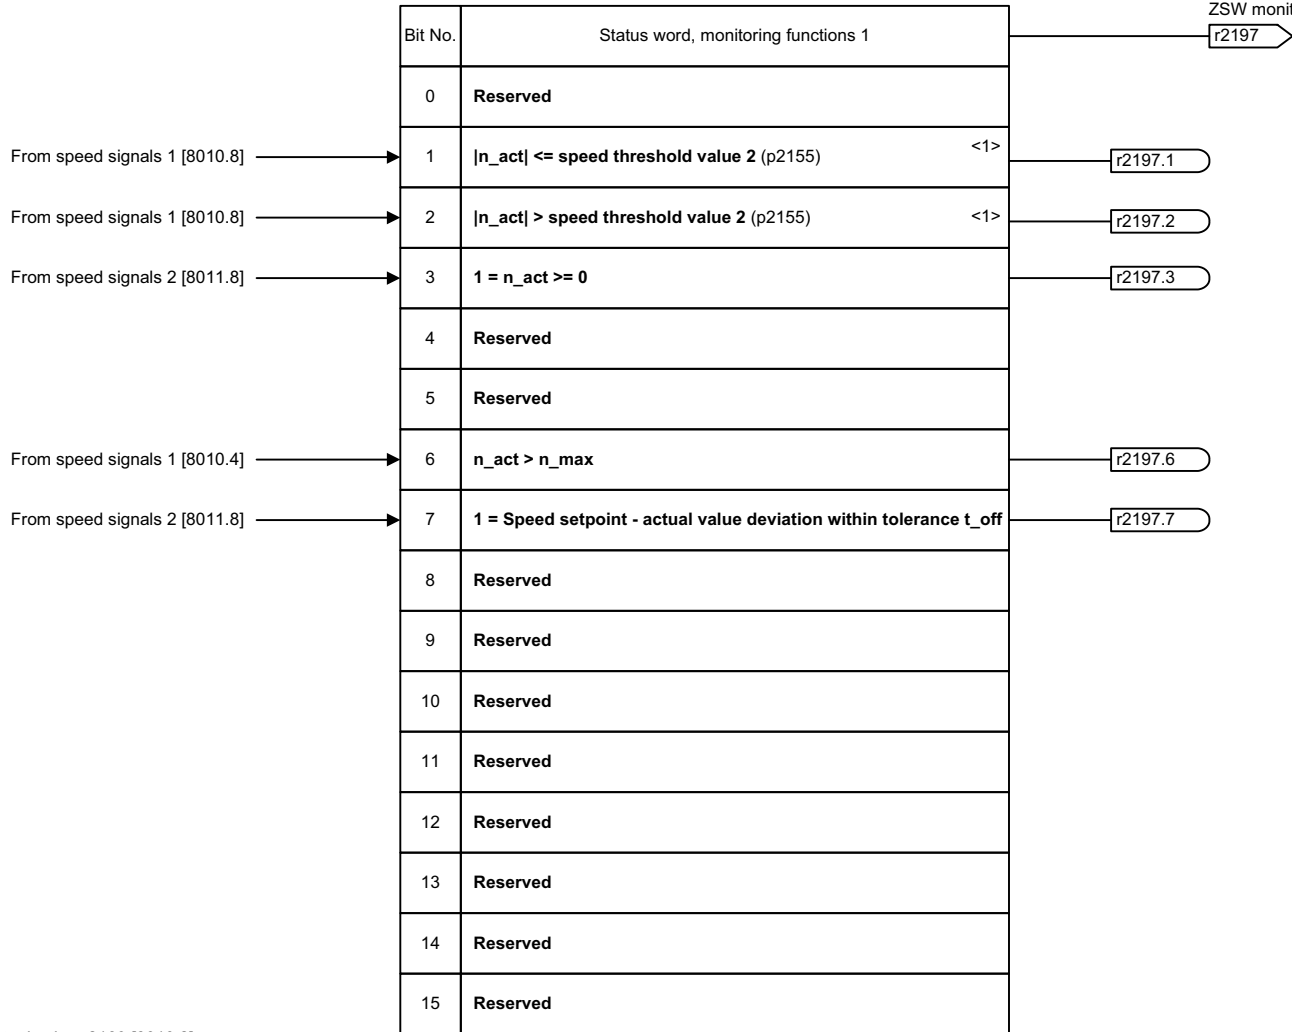 ZSW monit
Bit No. Status word, monitoring functions 1 r2197
0 Reserved
From speed signals 1 [8010.8] 1 |n_act| <= speed threshold value 2 (p2155) <1> r2197.1
From speed signals 1 [8010.8] 2 |n_act| > speed threshold value 2 (p2155) <1> r2197.2
From speed signals 2 [8011.8] 3 1 = n_act >= 0 r2197.3
4 Reserved
5 Reserved
From speed signals 1 [8010.4] 6 n_act > n_max r2197.6
From speed signals 2 [8011.8] 7 1 = Speed setpoint - actual value deviation within tolerance t_off r2197.7
8 Reserved
9 Reserved
10 Reserved
11 Reserved
12 Reserved
13 Reserved
14 Reserved
15 Reserved